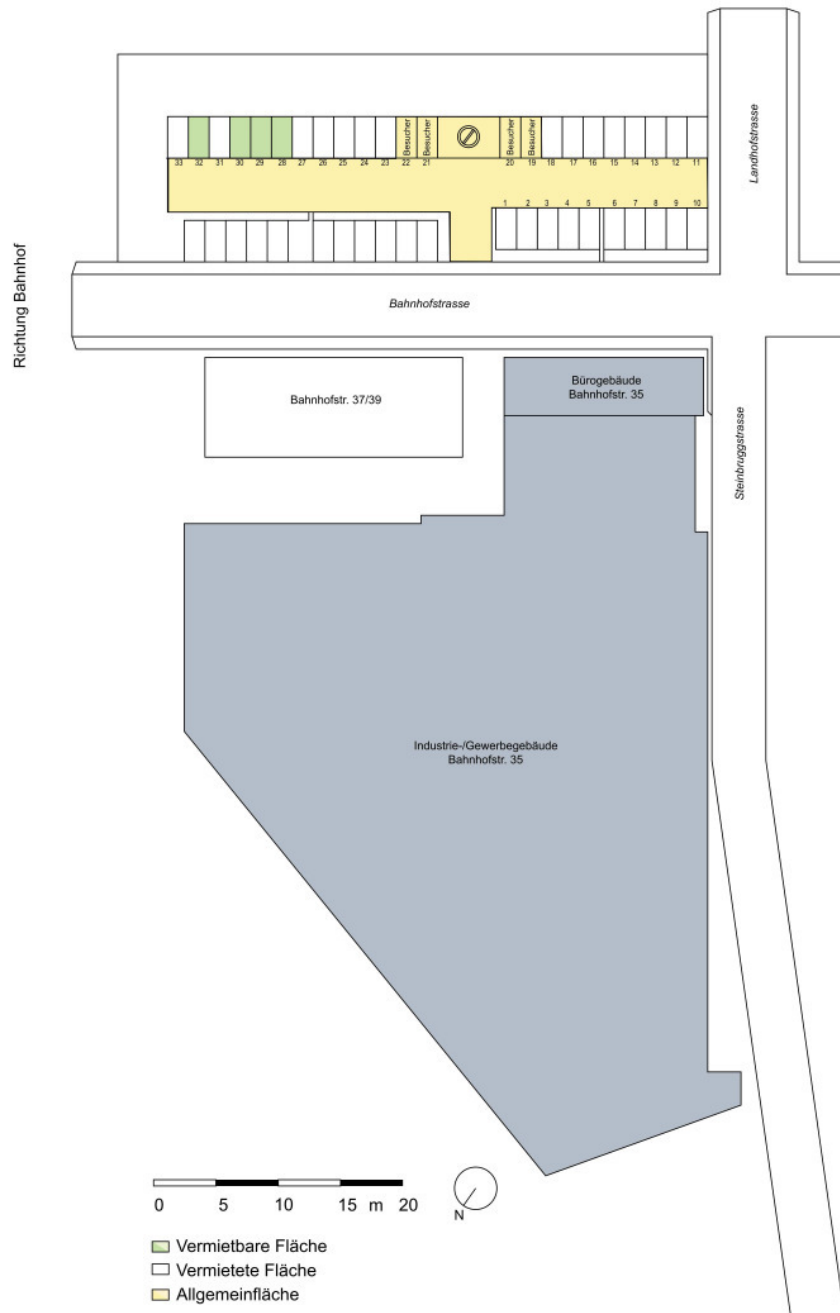 Landhofstrasse
Besucher Besucher Besucher Besucher
33 32 31 30 29 28 27 26 25 24 23 22 21 20 19 18 17 16 15 14 13 12 11
1 2 3 4 5 6 7 8 9 10
Richtung Bahnhof
Bahnhofstrasse
Bahnhofstr. 37/39
Bürogebäude
Bahnhofstr. 35
Steinbruggstrasse
Industrie-/Gewerbegebäude
Bahnhofstr. 35
0 5 10 15 m 20
N
Vermietbare Fläche
Vermietete Fläche
Allgemeinfläche